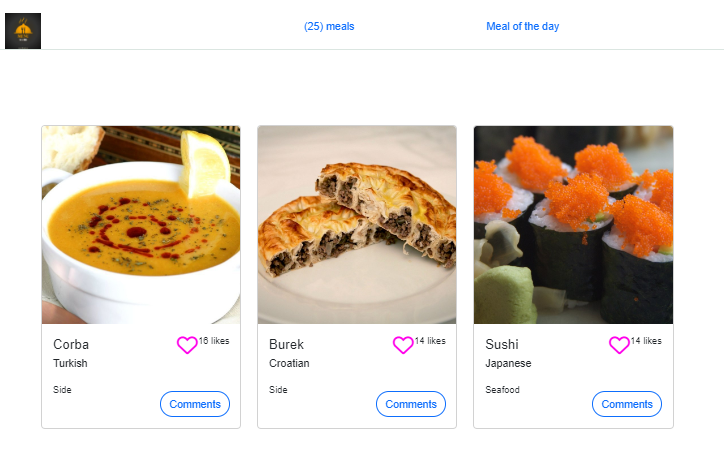 (25) meals
Meal of the day
Corba
16 likes
Turkish
Side
Comments
Burek
14 likes
Croatian
Side
Comments
Sushi
14 likes
Japanese
Seafood
Comments